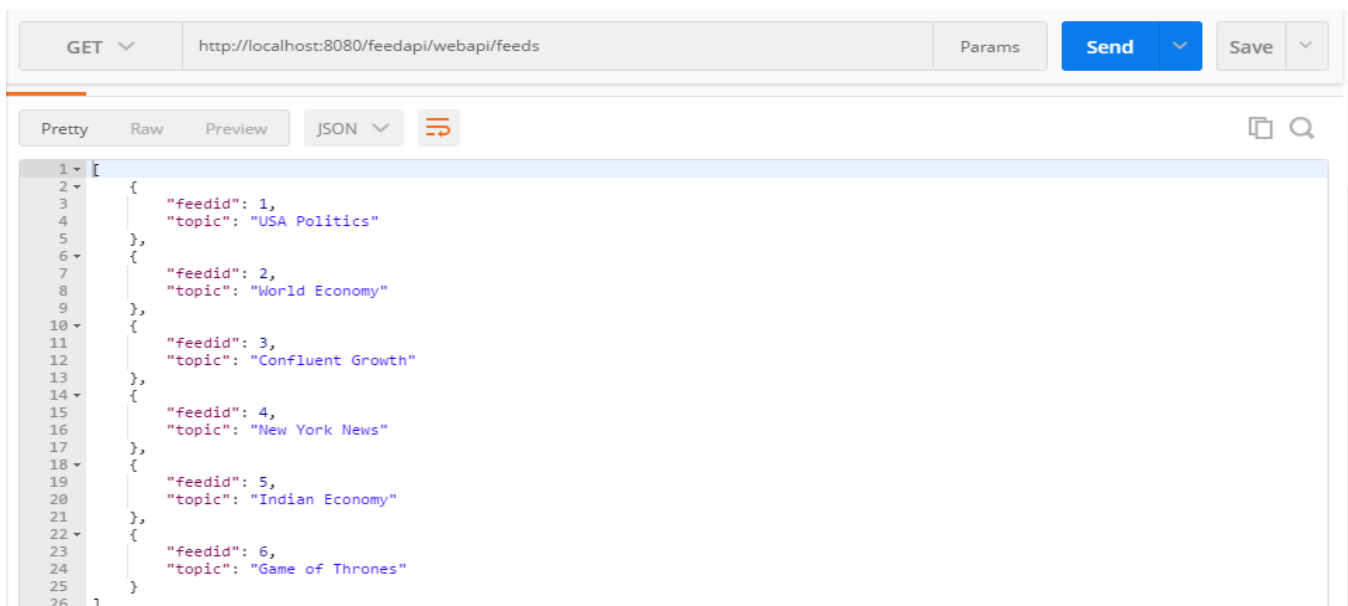 GET http://localhost:8080/feedapi/webapi/feeds Params Send Save
Pretty Raw Preview JSON
1 [
2 {
3 "feedid": 1,
4 "topic": "USA Politics"
5 },
6 {
7 "feedid": 2,
8 "topic": "World Economy"
9 },
10 {
11 "feedid": 3,
12 "topic": "Confluent Growth"
13 },
14 {
15 "feedid": 4,
16 "topic": "New York News"
17 },
18 {
19 "feedid": 5,
20 "topic": "Indian Economy"
21 },
22 {
23 "feedid": 6,
24 "topic": "Game of Thrones"
25 }
26 ]